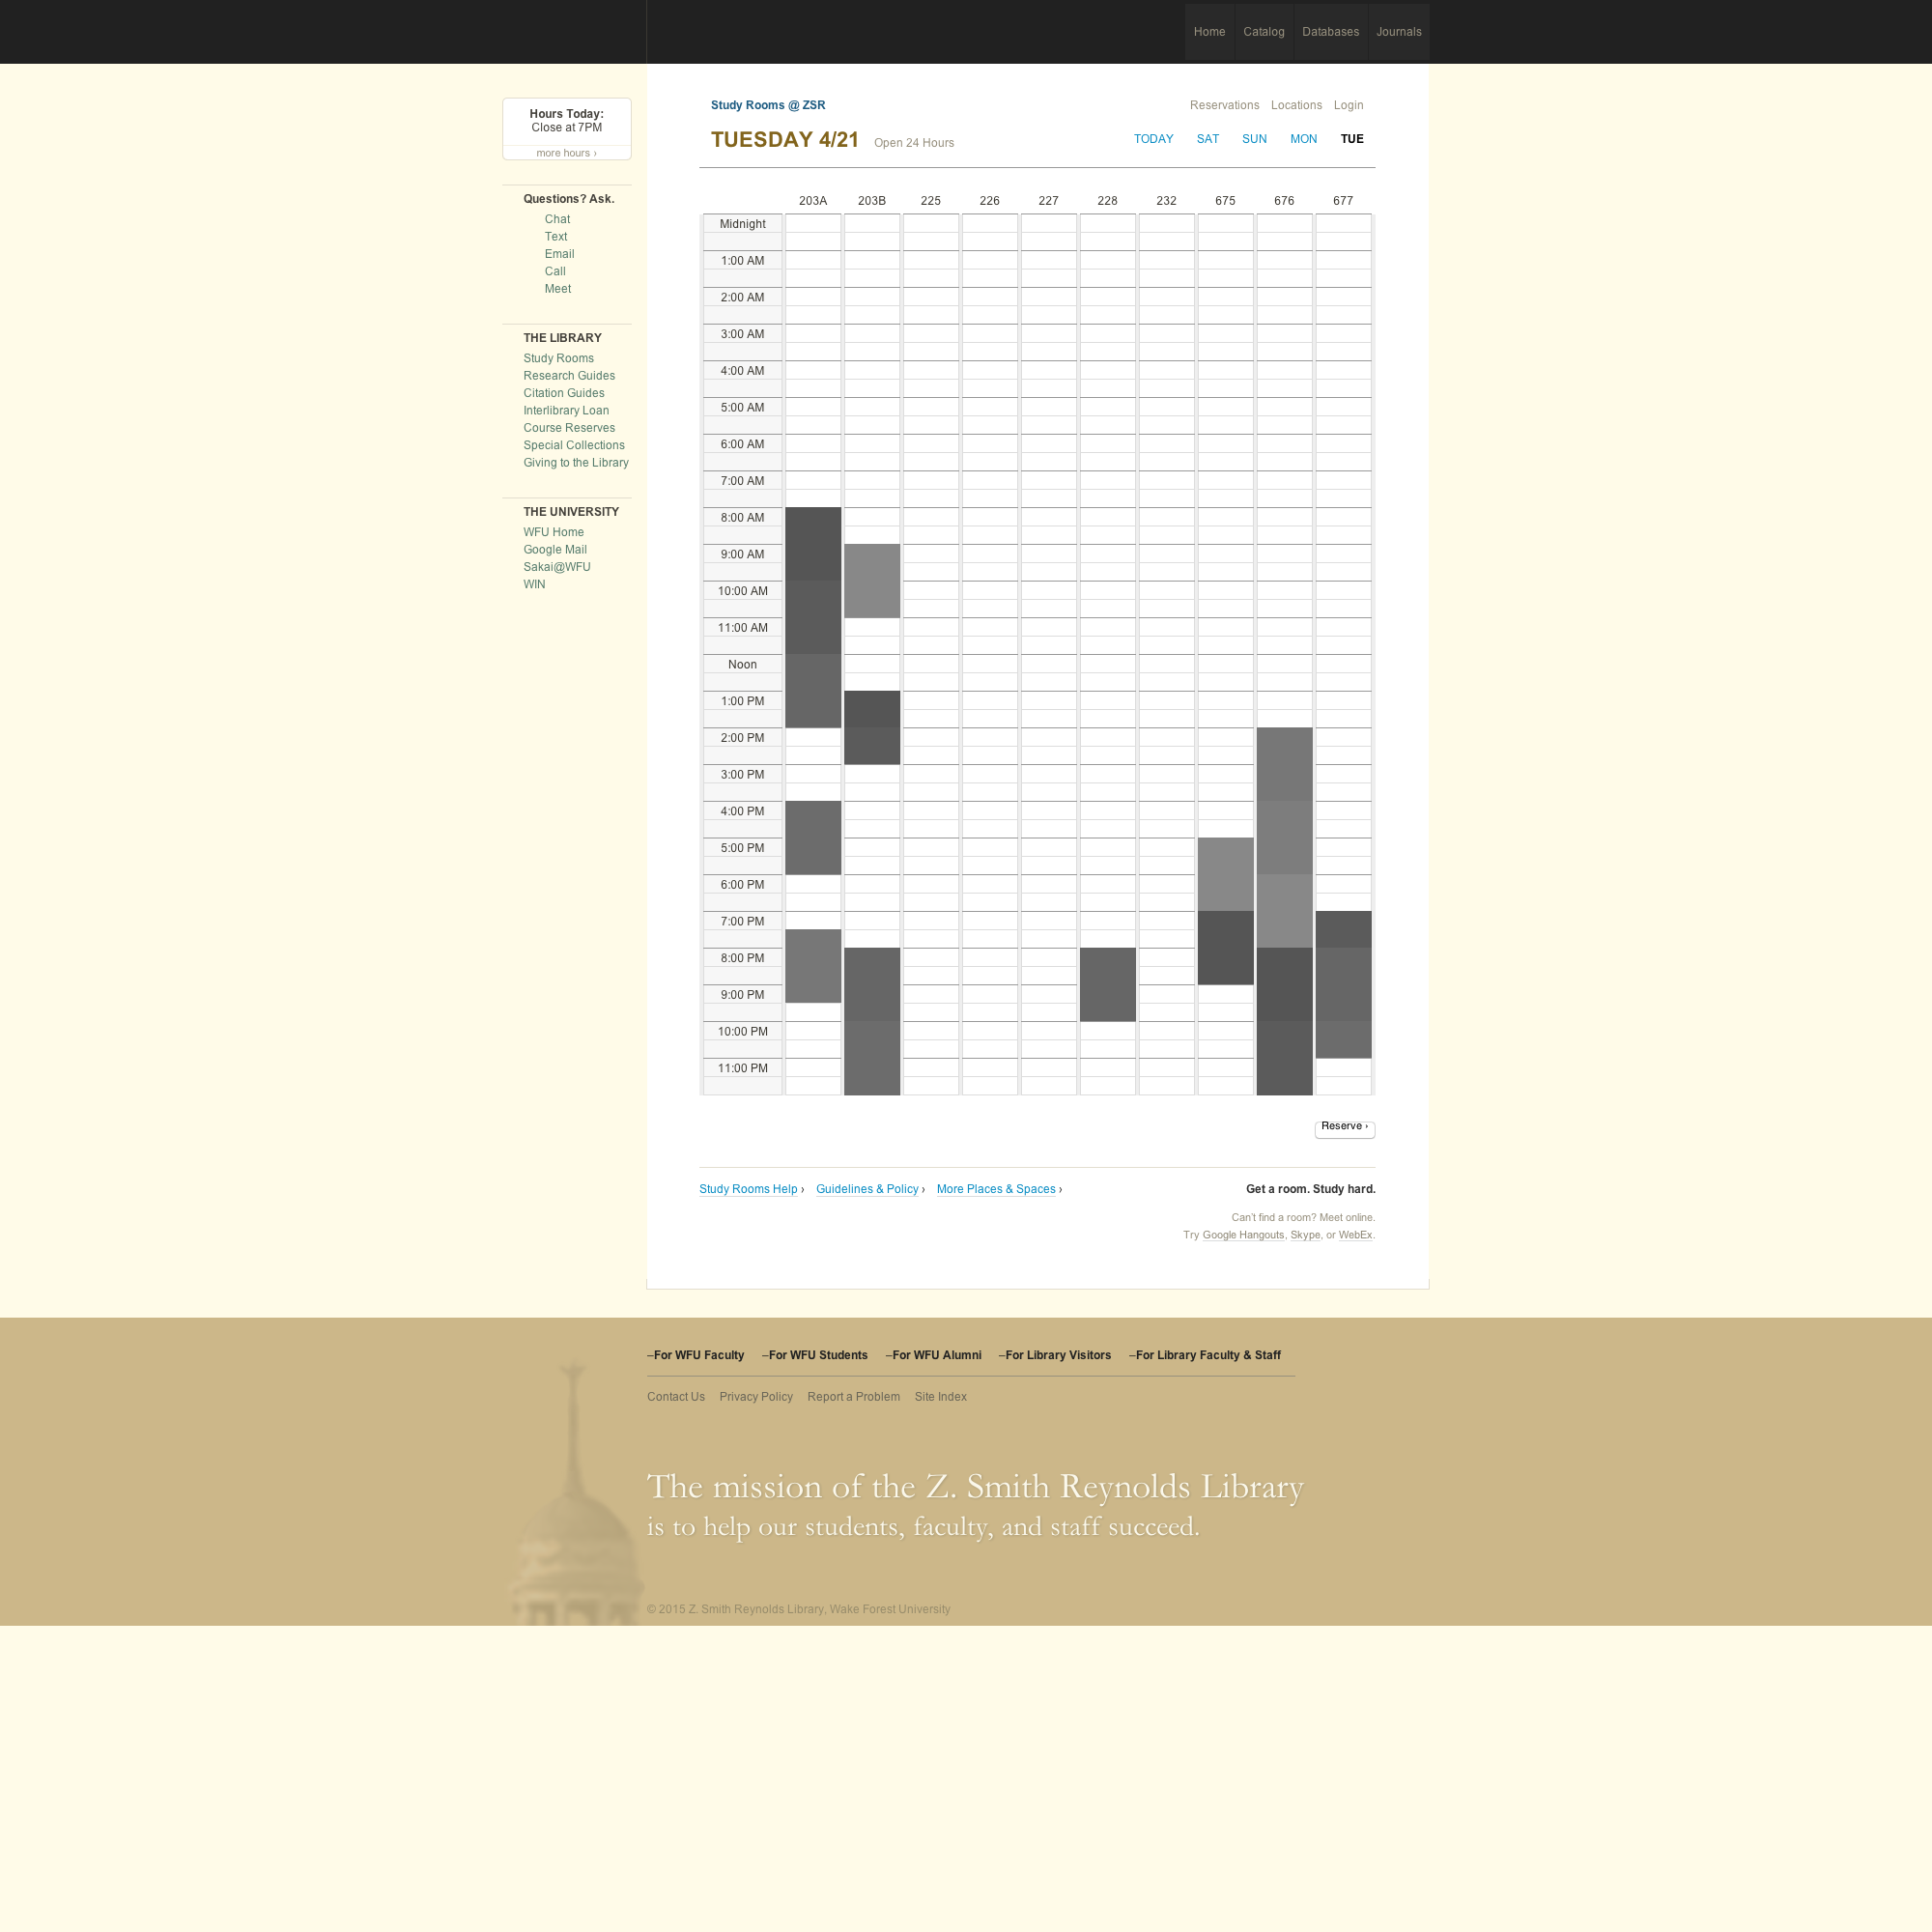 Home Catalog Databases Journals
Hours Today:
Close at 7PM
more hours ›
Questions? Ask.
Chat
Text
Email
Call
Meet
THE LIBRARY
Study Rooms
Research Guides
Citation Guides
Interlibrary Loan
Course Reserves
Special Collections
Giving to the Library
THE UNIVERSITY
WFU Home
Google Mail
Sakai@WFU
WIN
Study Rooms @ ZSR
Reservations Locations Login
TUESDAY 4/21 Open 24 Hours
TODAY SAT SUN MON TUE
203A 203B 225 226 227 228 232 675 676 677
Midnight
1:00 AM
2:00 AM
3:00 AM
4:00 AM
5:00 AM
6:00 AM
7:00 AM
8:00 AM
9:00 AM
10:00 AM
11:00 AM
Noon
1:00 PM
2:00 PM
3:00 PM
4:00 PM
5:00 PM
6:00 PM
7:00 PM
8:00 PM
9:00 PM
10:00 PM
11:00 PM
Reserve ›
Study Rooms Help › Guidelines & Policy › More Places & Spaces ›
Get a room. Study hard.
Can't find a room? Meet online.
Try Google Hangouts, Skype, or WebEx.
–For WFU Faculty –For WFU Students –For WFU Alumni –For Library Visitors –For Library Faculty & Staff
Contact Us Privacy Policy Report a Problem Site Index
The mission of the Z. Smith Reynolds Library
is to help our students, faculty, and staff succeed.
© 2015 Z. Smith Reynolds Library, Wake Forest University